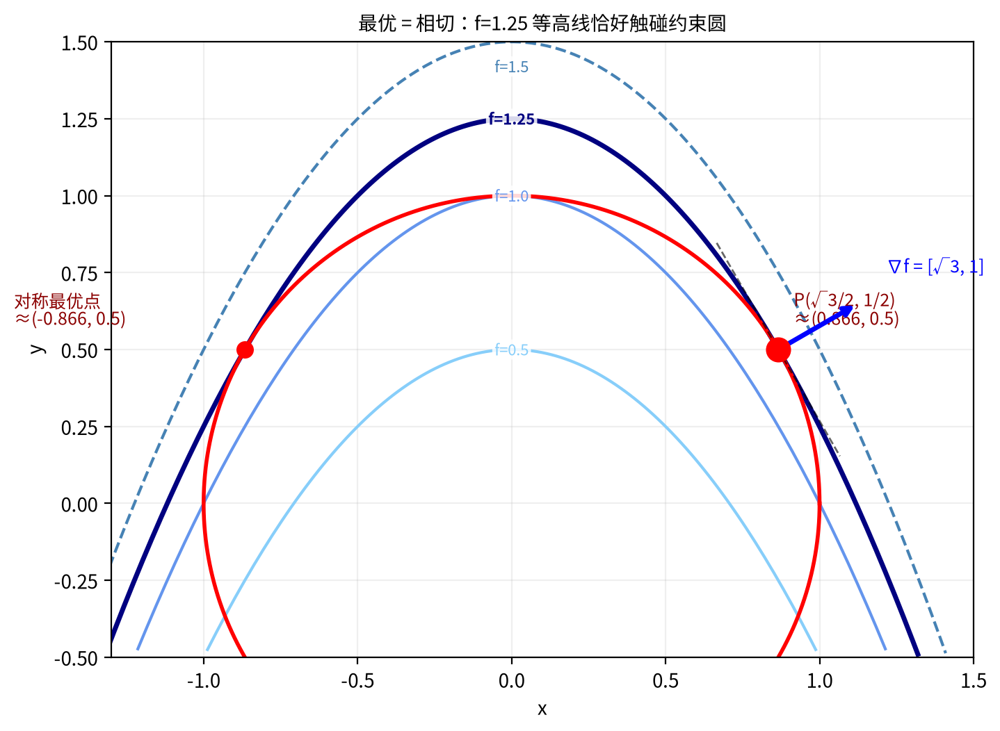 最优 = 相切：f=1.25 等高线恰好触碰约束圆
1.50
1.25
1.00
0.75
0.50
0.25
0.00
-0.25
-0.50
y
f=1.5
f=1.25
f=1.0
f=0.5
∇f = [√3, 1]
P(√3/2, 1/2)
≈(0.866, 0.5)
对称最优点
≈(-0.866, 0.5)
-1.0
-0.5
0.0
0.5
1.0
1.5
x